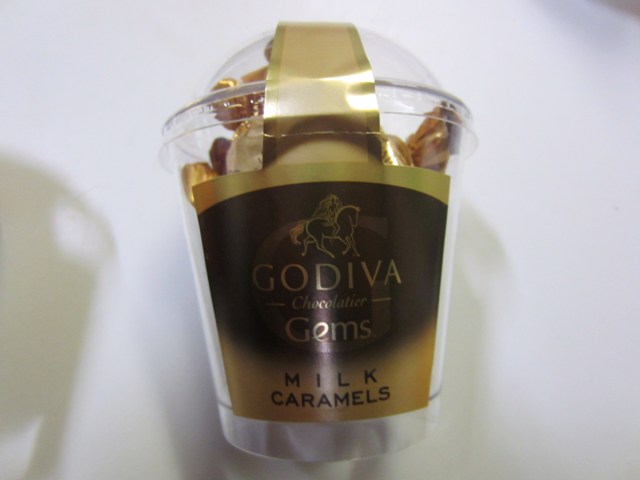 GODIVA
Chocolatier
Gems
MILK
CARAMELS